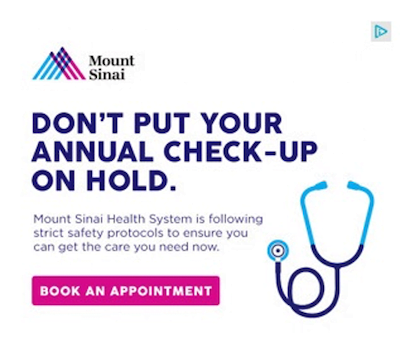 Mount
Sinai
DON'T PUT YOUR
ANNUAL CHECK-UP
ON HOLD.
Mount Sinai Health System is following
strict safety protocols to ensure you
can get the care you need now.
BOOK AN APPOINTMENT